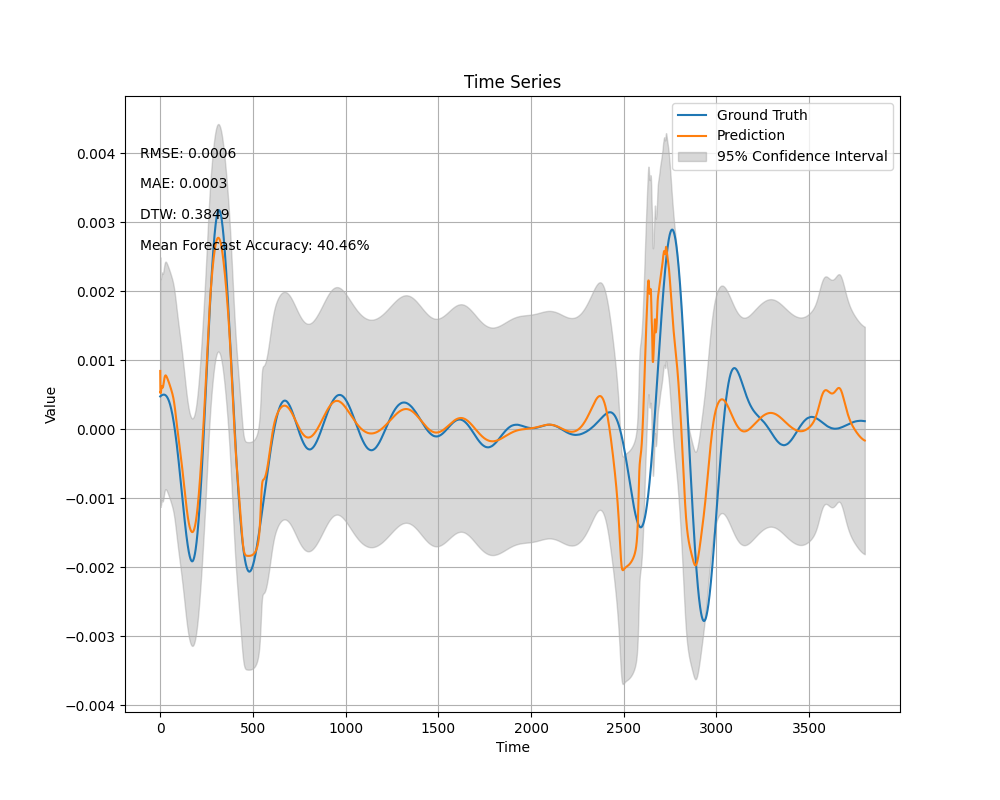 Time Series
Ground Truth
Prediction
95% Confidence Interval
RMSE: 0.0006
MAE: 0.0003
DTW: 0.3849
Mean Forecast Accuracy: 40.46%
Value
0.004
0.003
0.002
0.001
0.000
−0.001
−0.002
−0.003
−0.004
0
500
1000
1500
2000
2500
3000
3500
Time